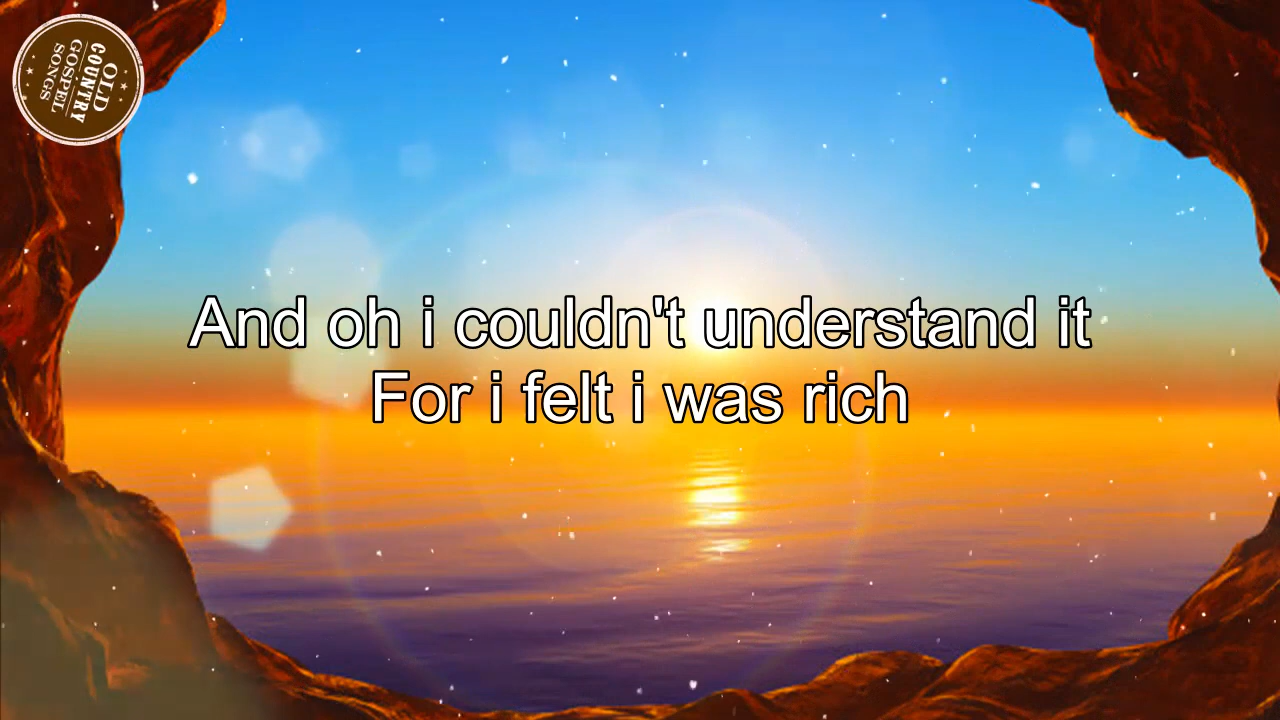 OLD
COUNTRY
GOSPEL
SONGS
And oh i couldn't understand it
For i felt i was rich